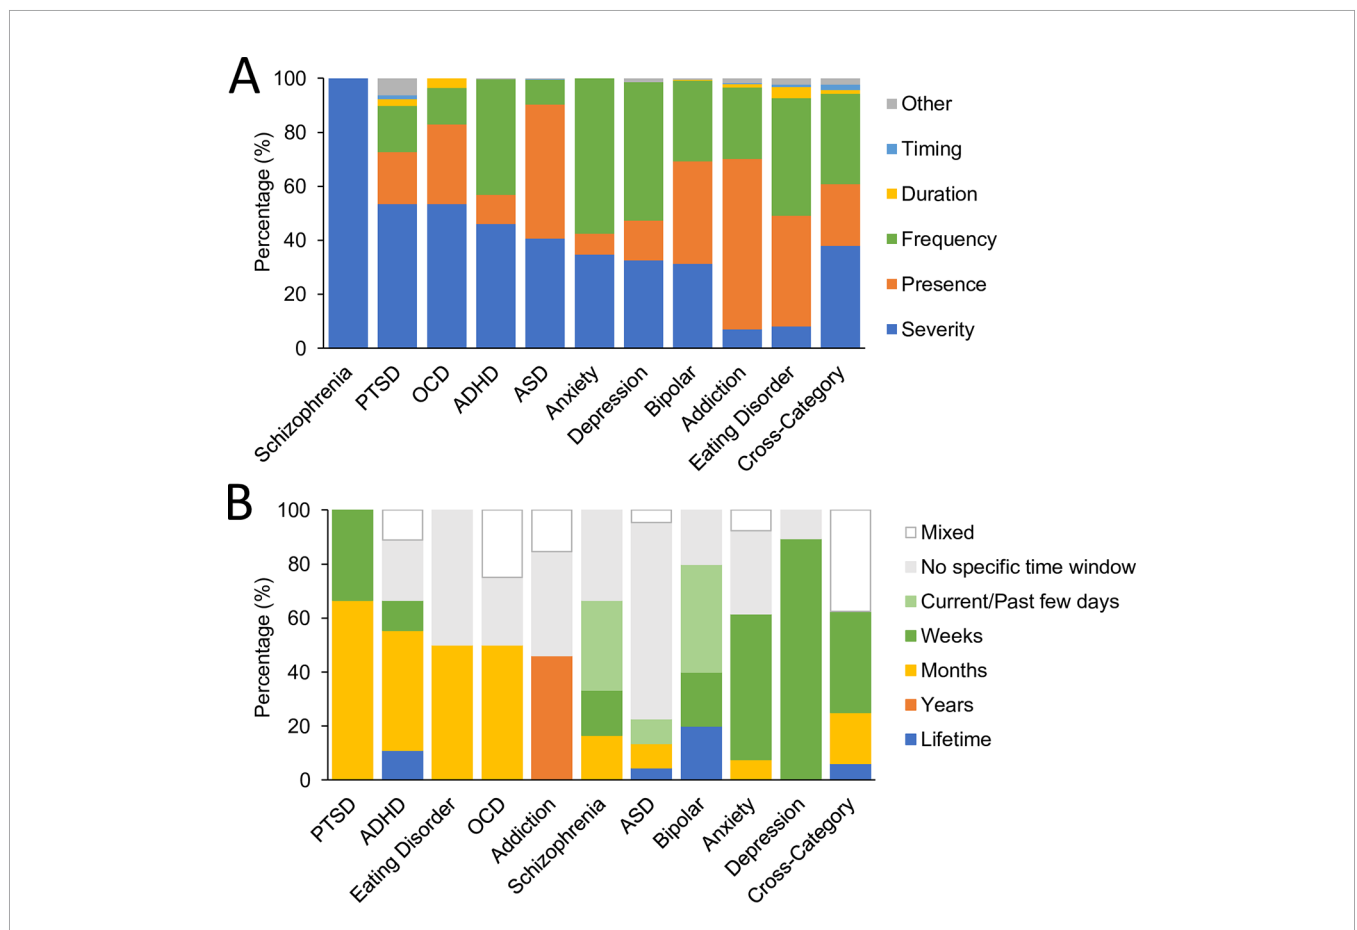 A
Percentage (%)
100
80
60
40
20
0
Schizophrenia
PTSD
OCD
ADHD
ASD
Anxiety
Depression
Bipolar
Addiction
Eating Disorder
Cross-Category
Other
Timing
Duration
Frequency
Presence
Severity
B
Percentage (%)
100
80
60
40
20
0
PTSD
ADHD
Eating Disorder
OCD
Addiction
Schizophrenia
ASD
Bipolar
Anxiety
Depression
Cross-Category
Mixed
No specific time window
Current/Past few days
Weeks
Months
Years
Lifetime